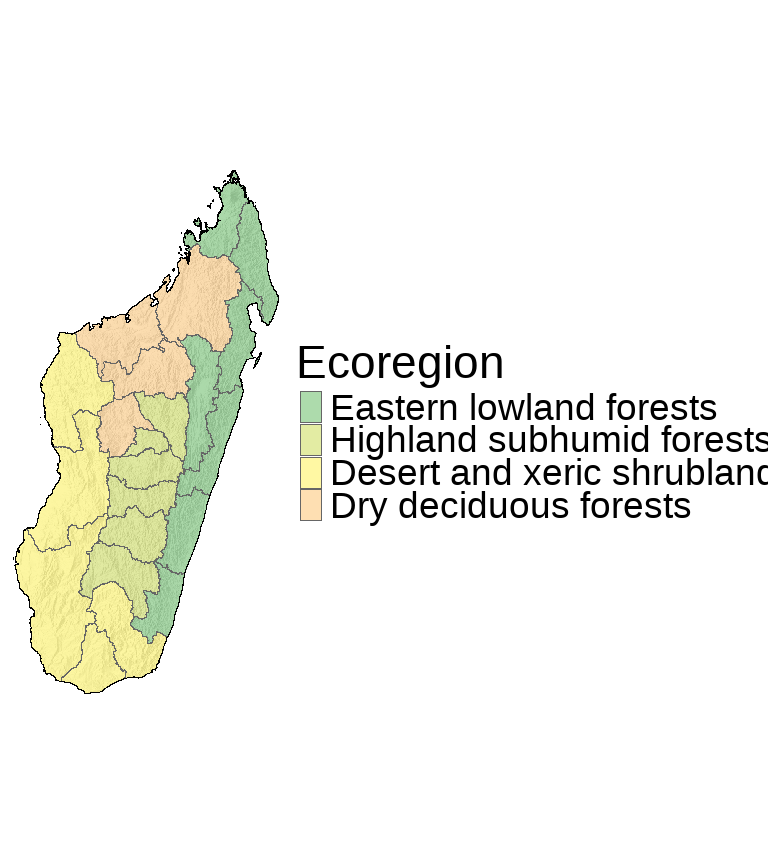 Ecoregion
Eastern lowland forests
Highland subhumid forests
Desert and xeric shrubland
Dry deciduous forests